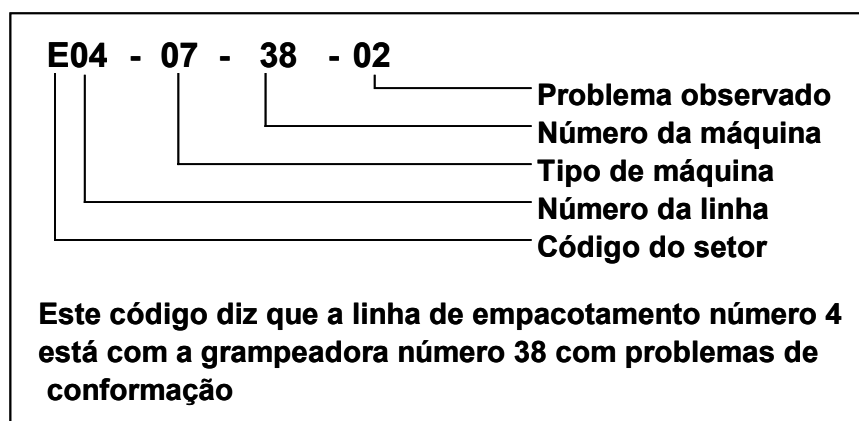 E04 - 07 - 38 - 02
Problema observado
Número da máquina
Tipo de máquina
Número da linha
Código do setor
Este código diz que a linha de empacotamento número 4
está com a grampeadora número 38 com problemas de
conformação